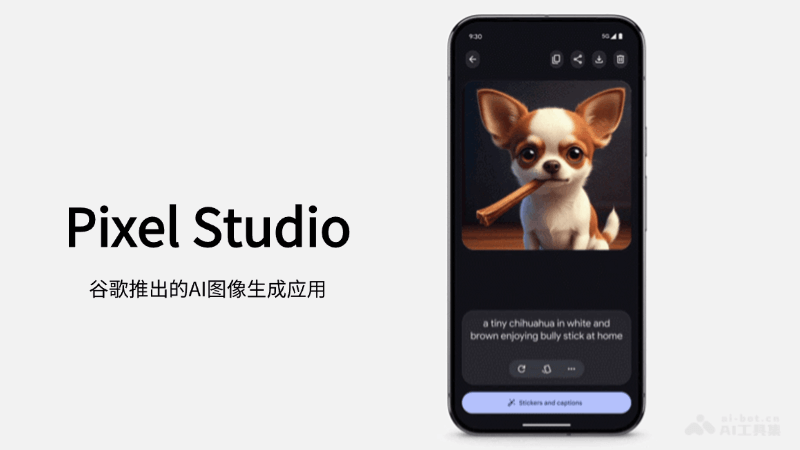 Pixel Studio
谷歌推出的AI图像生成应用
9:30
5G
a tiny chihuahua in white and
brown enjoying bully stick at home
Stickers and captions
ai-bot.cn
AI工具集